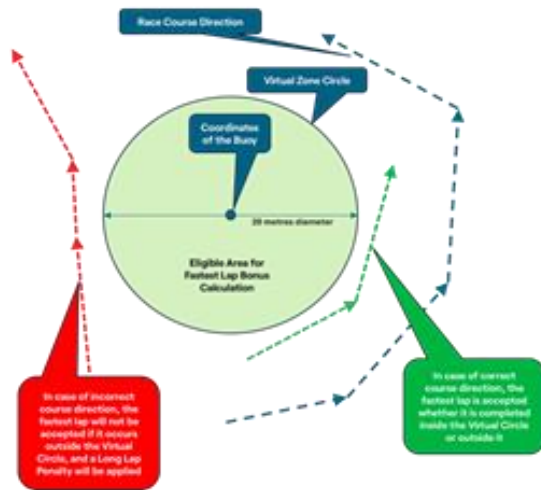 Race Course Direction
Virtual Zone Circle
Coordinates
of the Buoy
20 metres diameter
Eligible Area for
Fastest Lap Bonus
Calculation
In case of incorrect
course direction, the
fastest lap will not be
accepted if it occurs
outside the Virtual
Circle, and a Long Lap
Penalty will be applied
In case of correct
course direction, the
fastest lap is accepted
whether it is completed
inside the Virtual Circle
or outside it